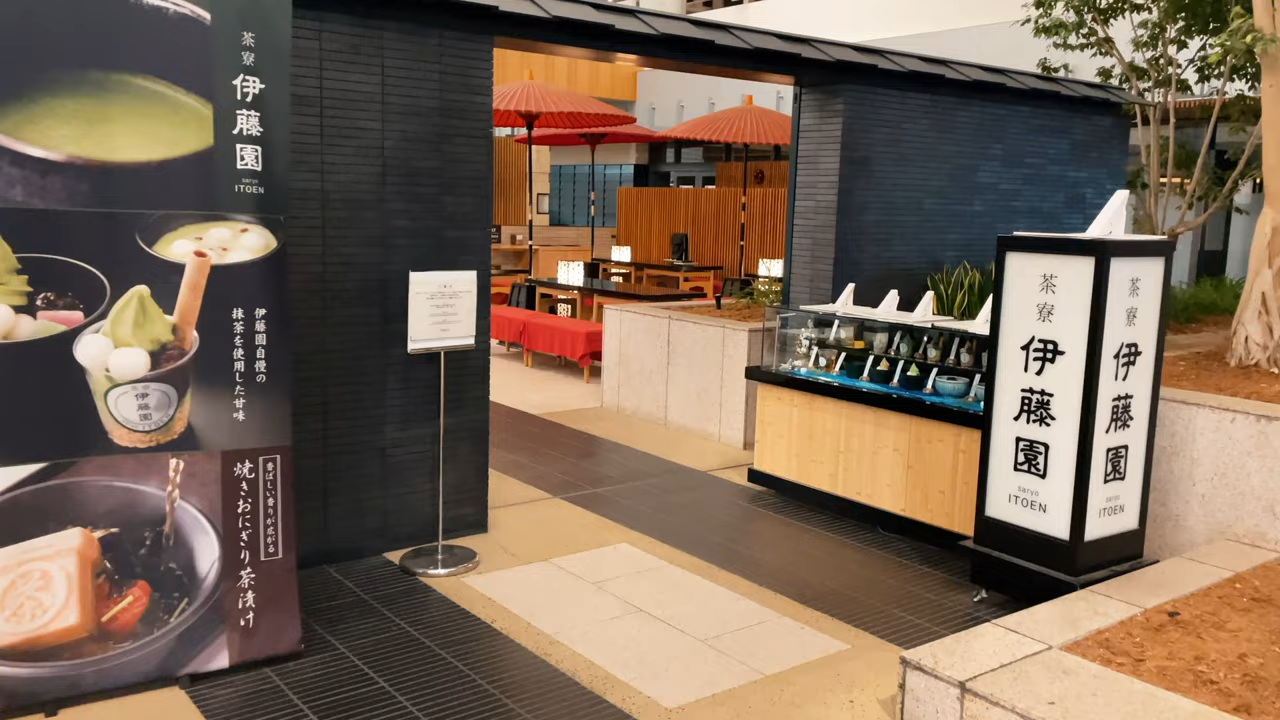 茶寮
伊藤園
saryo
ITOEN
伊藤園自慢の
抹茶を使用した甘味
茶寮
伊藤園
香ばしい香りが広がる
焼きおにぎり茶漬け
茶寮
伊藤園
saryo
ITOEN
茶寮
伊藤園
saryo
ITOEN